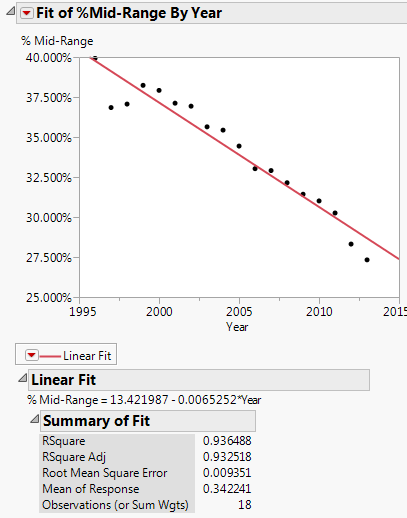 Fit of %Mid-Range By Year
% Mid-Range
40.000%
37.500%
35.000%
32.500%
30.000%
27.500%
25.000%
1995 2000 2005 2010 2015
Year
Linear Fit
Linear Fit
% Mid-Range = 13.421987 - 0.0065252*Year
Summary of Fit
RSquare 0.936488
RSquare Adj 0.932518
Root Mean Square Error 0.009351
Mean of Response 0.342241
Observations (or Sum Wgts) 18